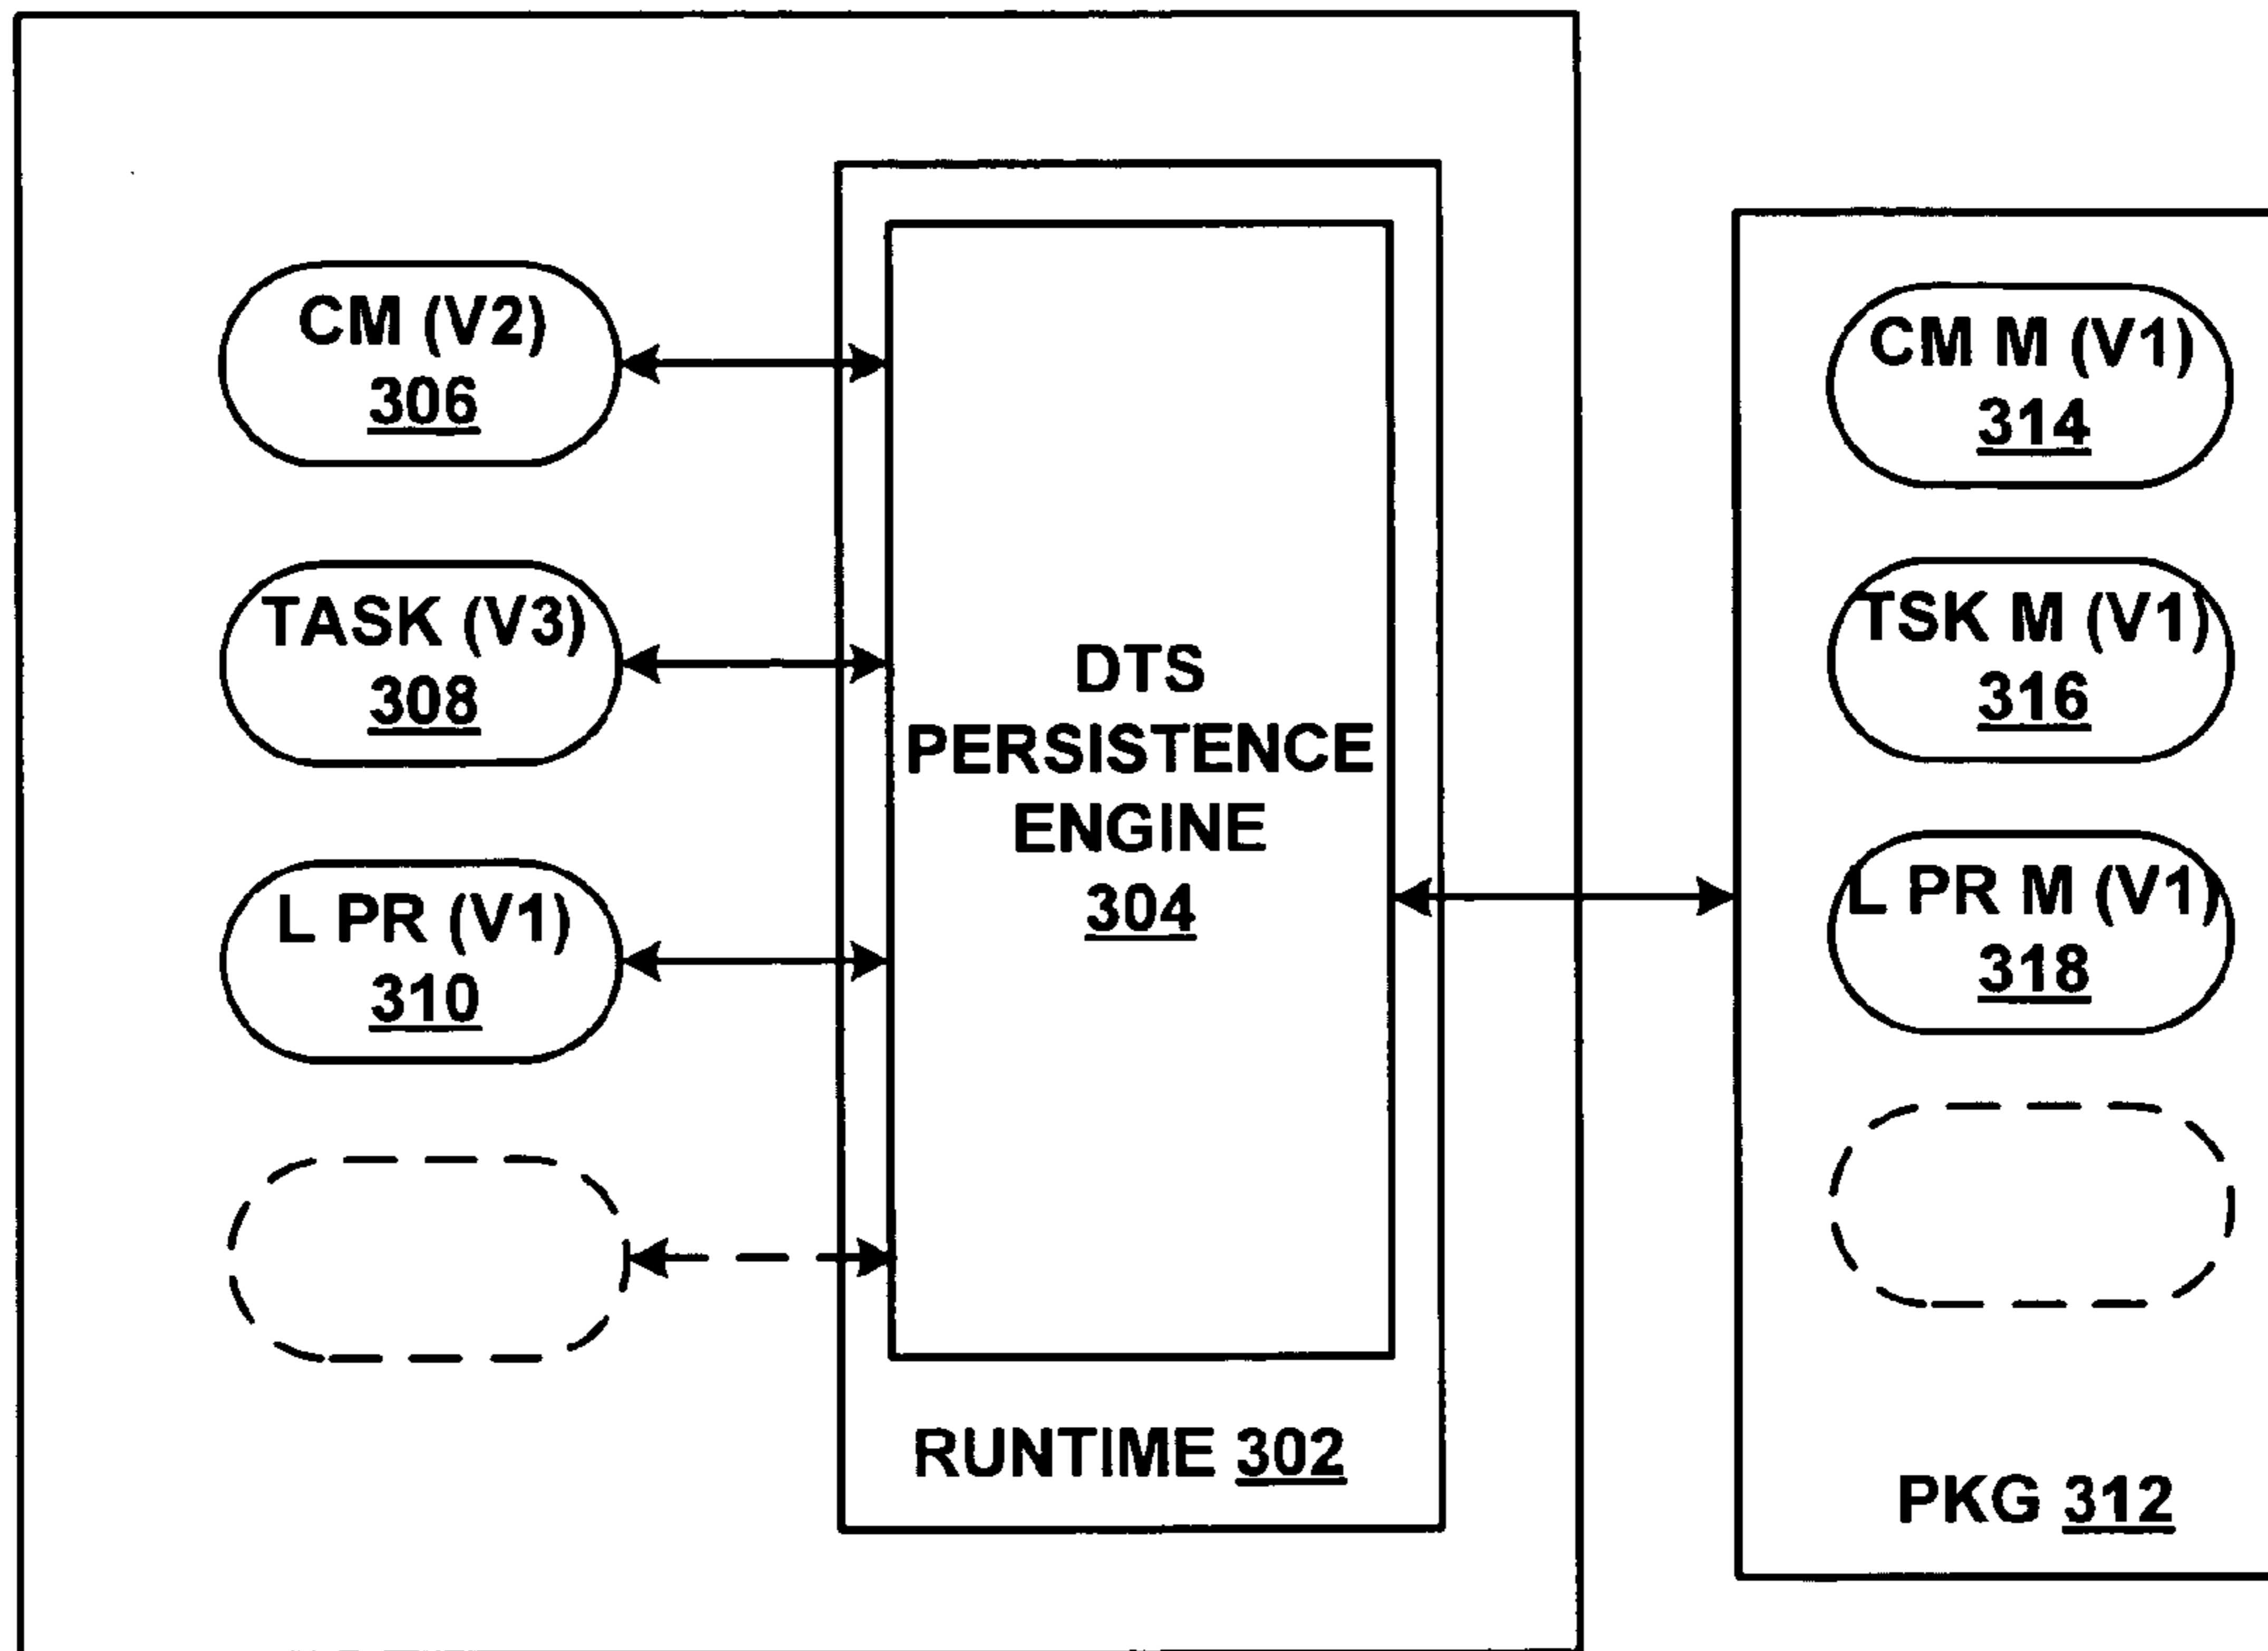 CM (V2)
306
TASK (V3)
308
L PR (V1)
310
DTS
PERSISTENCE
ENGINE
304
RUNTIME 302
CM M (V1)
314
TSK M (V1)
316
L PR M (V1)
318
PKG 312